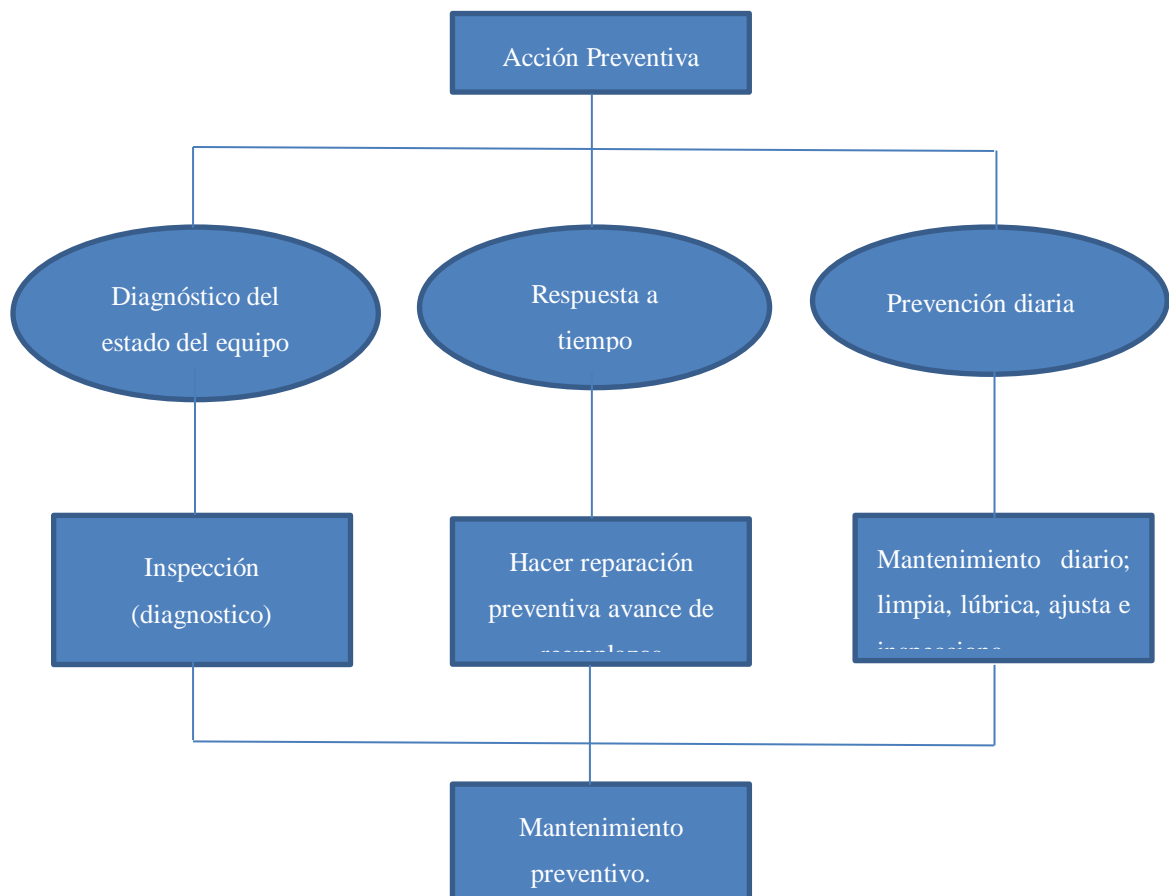 Acción Preventiva
Diagnóstico del
estado del equipo
Respuesta a
tiempo
Prevención diaria
Inspección
(diagnostico)
Hacer reparación
preventiva avance de
Mantenimiento diario;
limpia, lúbrica, ajusta e
Mantenimiento
preventivo.